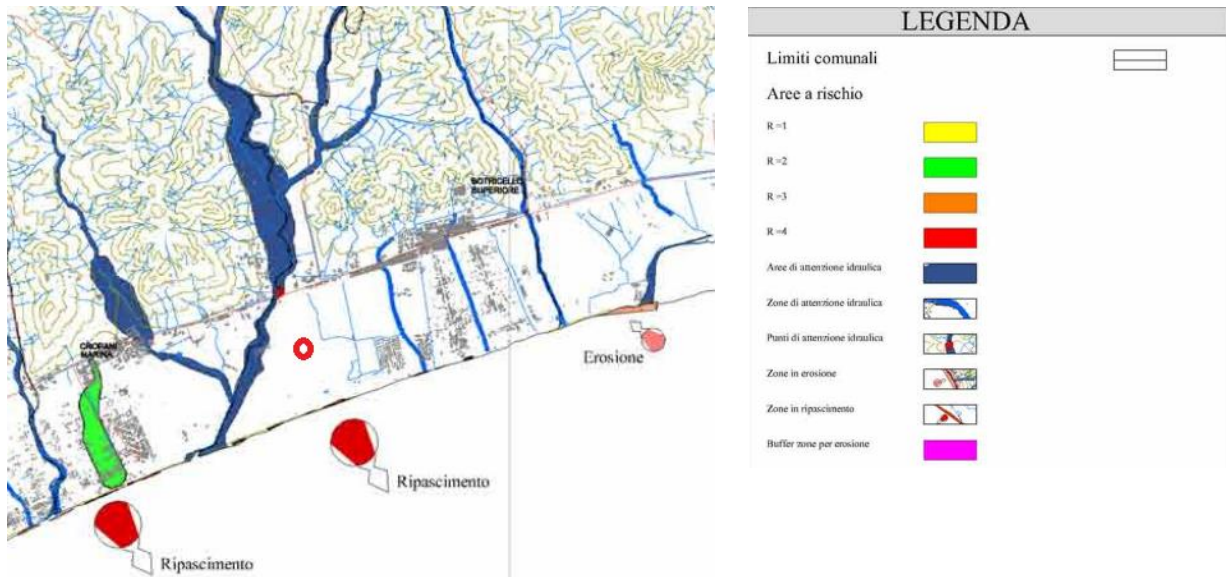 BOTRICELLO
SUPERIORE
CROPANI
MARINA
Erosione
Ripascimento
Ripascimento
LEGENDA
Limiti comunali
Aree a rischio
R =1
R =2
R =3
R =4
Aree di attenzione idraulica
Zone di attenzione idraulica
Punti di attenzione idraulica
Zone in erosione
Zone in ripascimento
Buffer zone per erosione